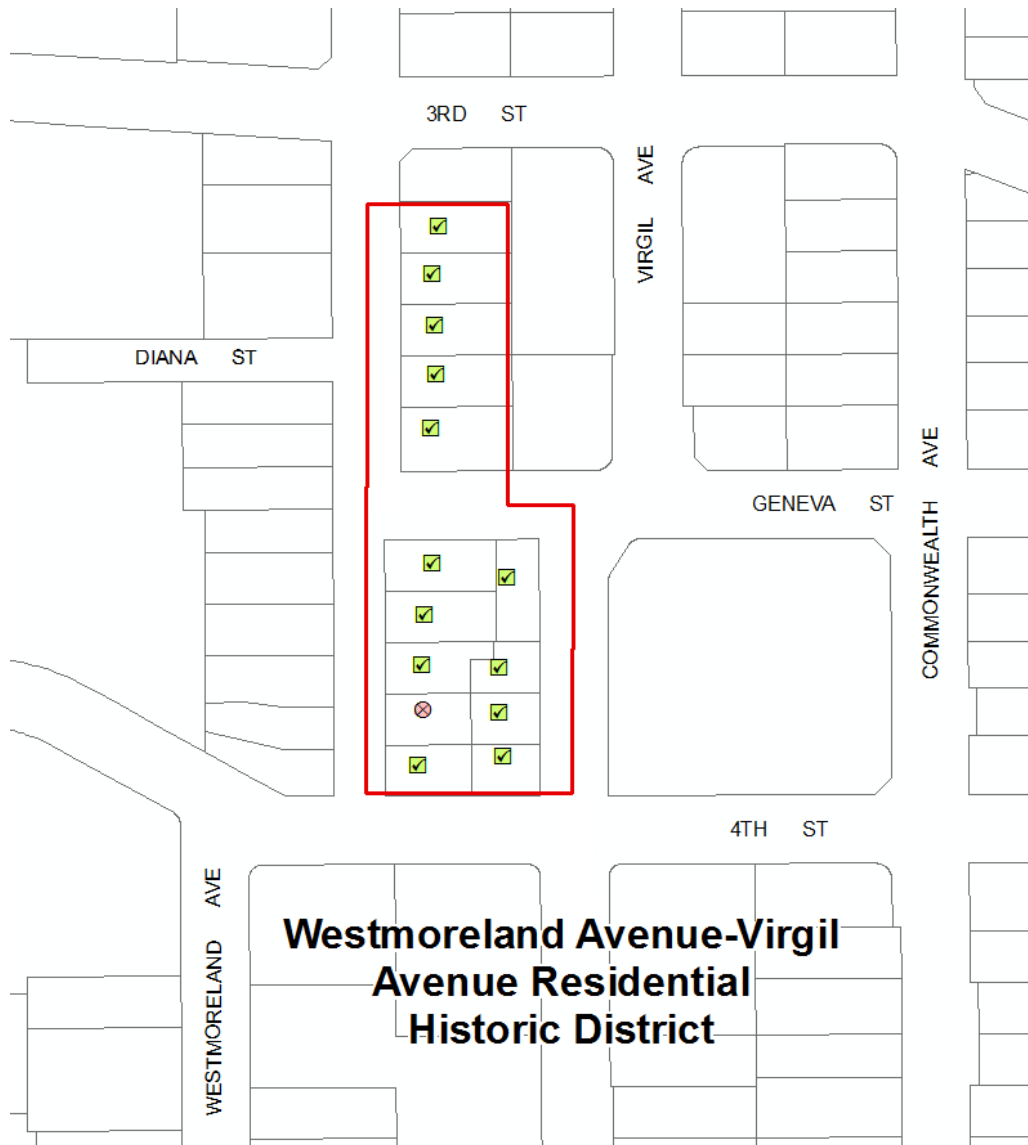 3RD ST
VIRGIL AVE
DIANA ST
GENEVA ST
COMMONWEALTH AVE
4TH ST
WESTMORELAND AVE
Westmoreland Avenue-Virgil
Avenue Residential
Historic District